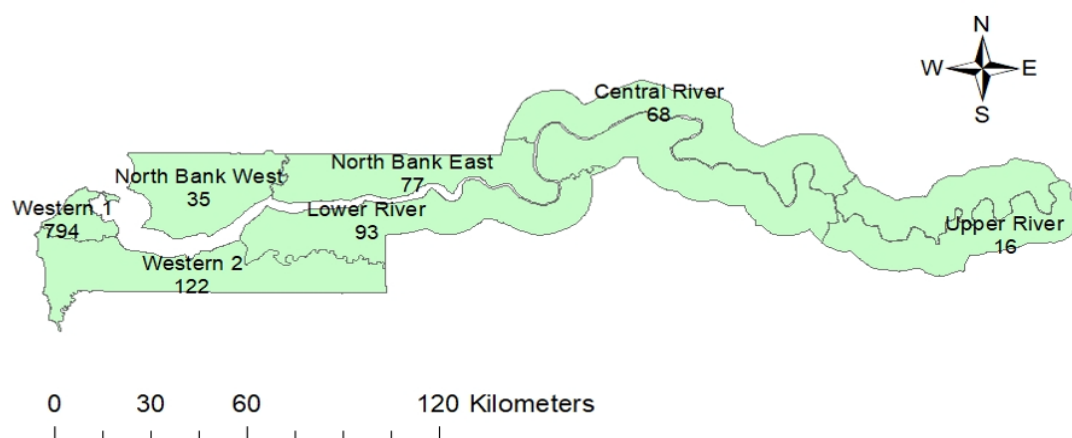 N
W E
S
Central River
68
North Bank East
77
North Bank West
35
Western 1
794
Lower River
93
Upper River
16
Western 2
122
0 30 60 120 Kilometers